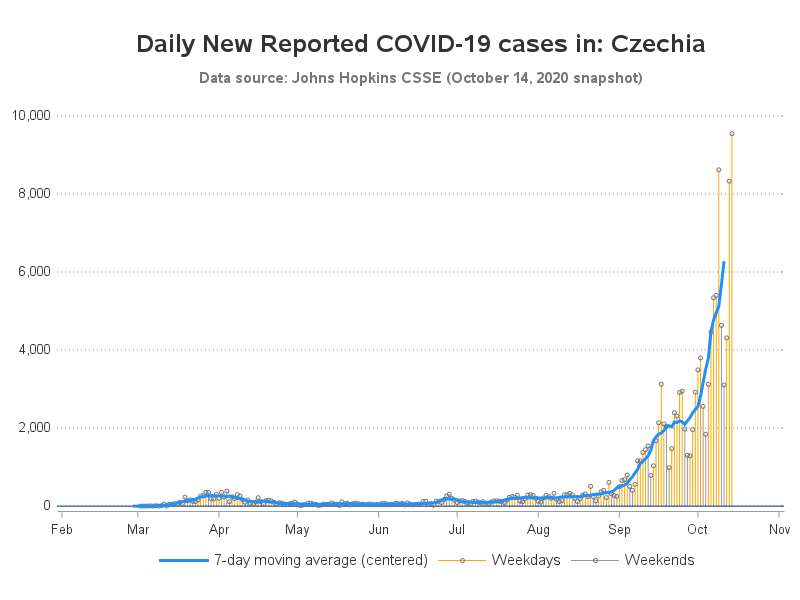 Daily New Reported COVID-19 cases in: Czechia
Data source: Johns Hopkins CSSE (October 14, 2020 snapshot)
10,000
8,000
6,000
4,000
2,000
0
Feb Mar Apr May Jun Jul Aug Sep Oct Nov
7-day moving average (centered) Weekdays Weekends